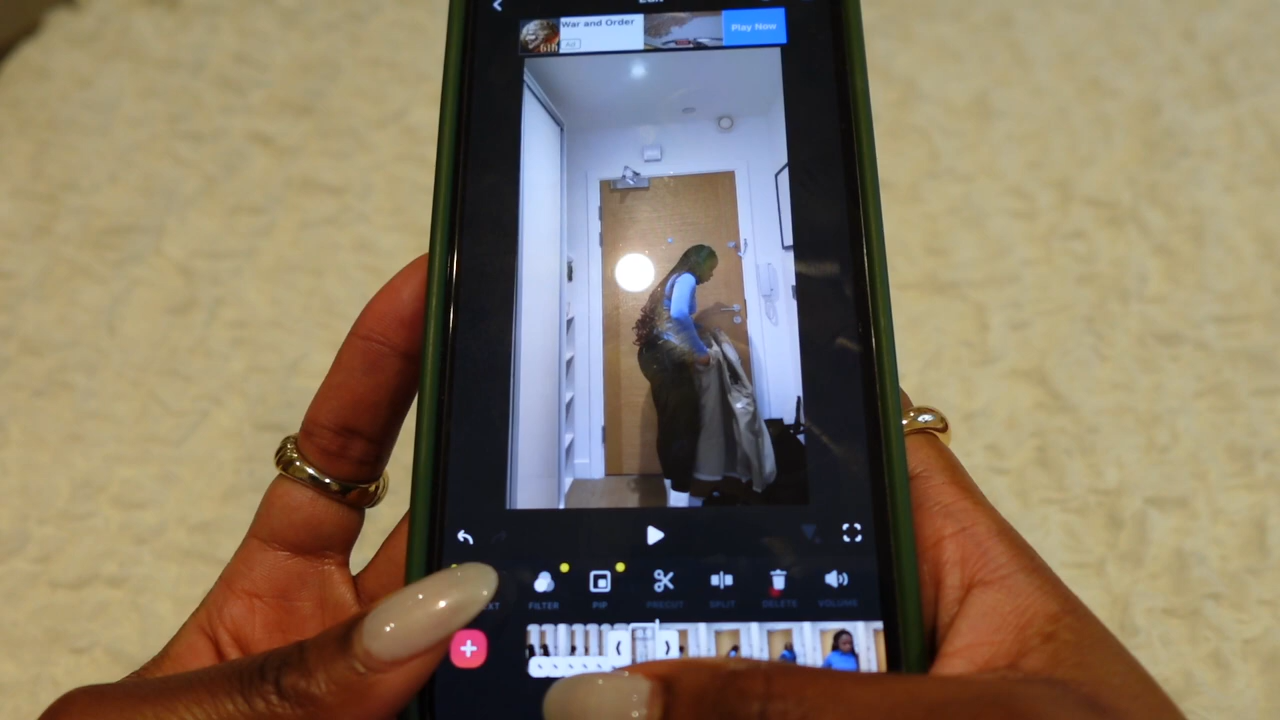 War and Order
Ad
Play Now
FILTER
PIP
PRECUT
SPLIT
DELETE
VOLUME